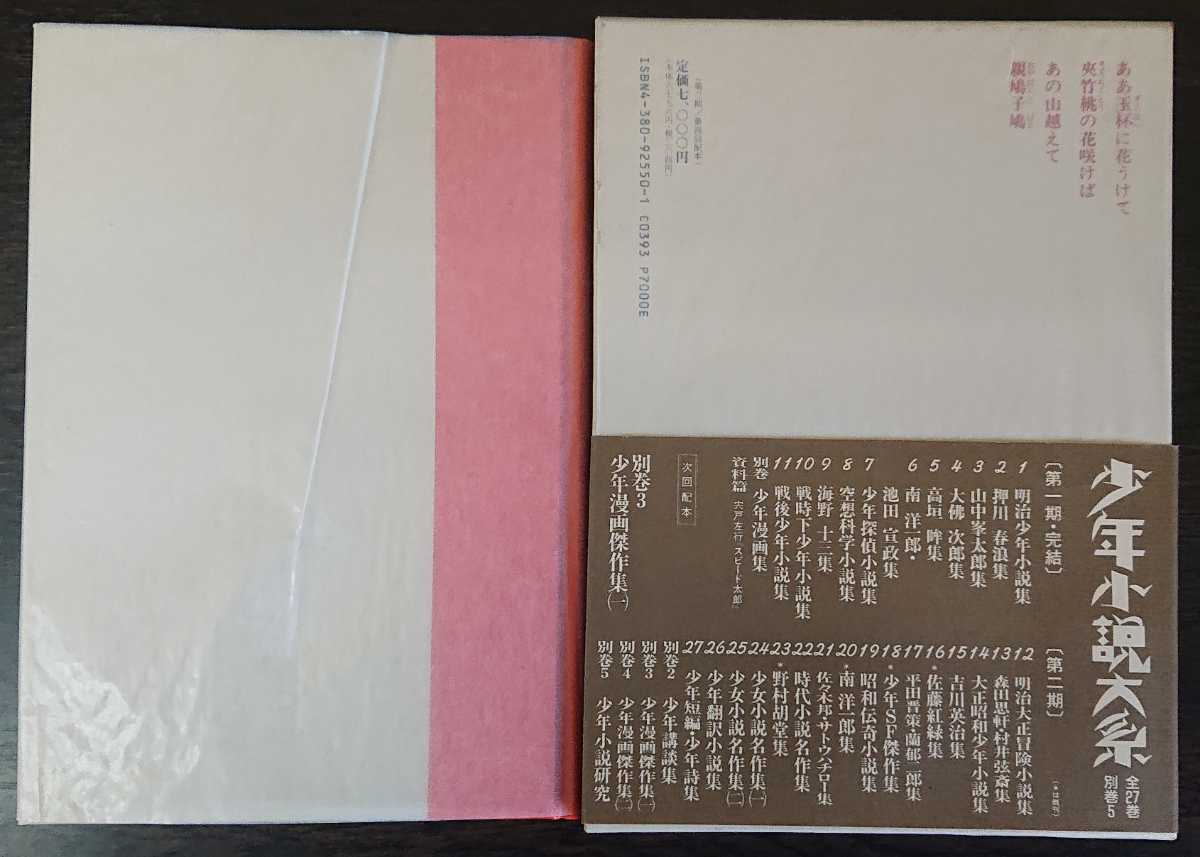 ああ玉杯に花うけて
夾竹桃の花咲けば
あの山越えて
親鳩子鳩
定価七、〇〇〇円
ISBN4-380-92550-1 C0393 P7000E
少年小説大系
全27巻
別巻5
〔第一期・完結〕
1 明治少年小説集
2 押川 春浪集
3 山中峯太郎集
4 大佛 次郎集
5 高垣 眸集
6 南 洋一郎・
池田 宣政集
7 少年探偵小説集
8 空想科学小説集
9 海野 十三集
10 戦時下少年小説集
11 戦後少年小説集
別巻 少年漫画集
資料篇 宍戸左行『スピード太郎』
次回配本
別巻3
少年漫画傑作集(一)
〔第二期〕
(*は既刊)
12 明治大正冒険小説集
13 森田思軒・村井弦斎集
14 大正昭和少年小説集
15 吉川英治集
16 *佐藤紅緑集
17 平田晋策・蘭郁二郎集
18 *少年SF傑作集
19 昭和伝奇小説集
20 *南 洋一郎集
21 佐々木邦・サトウハチロー集
22 時代小説名作集
23 *野村胡堂集
24 少女小説名作集(一)
25 少女小説名作集(二)
26 少年翻訳小説集
27 少年短編・少年詩集
別巻2 少年講談集
別巻3 少年漫画傑作集(一)
別巻4 少年漫画傑作集(二)
別巻5 少年小説研究